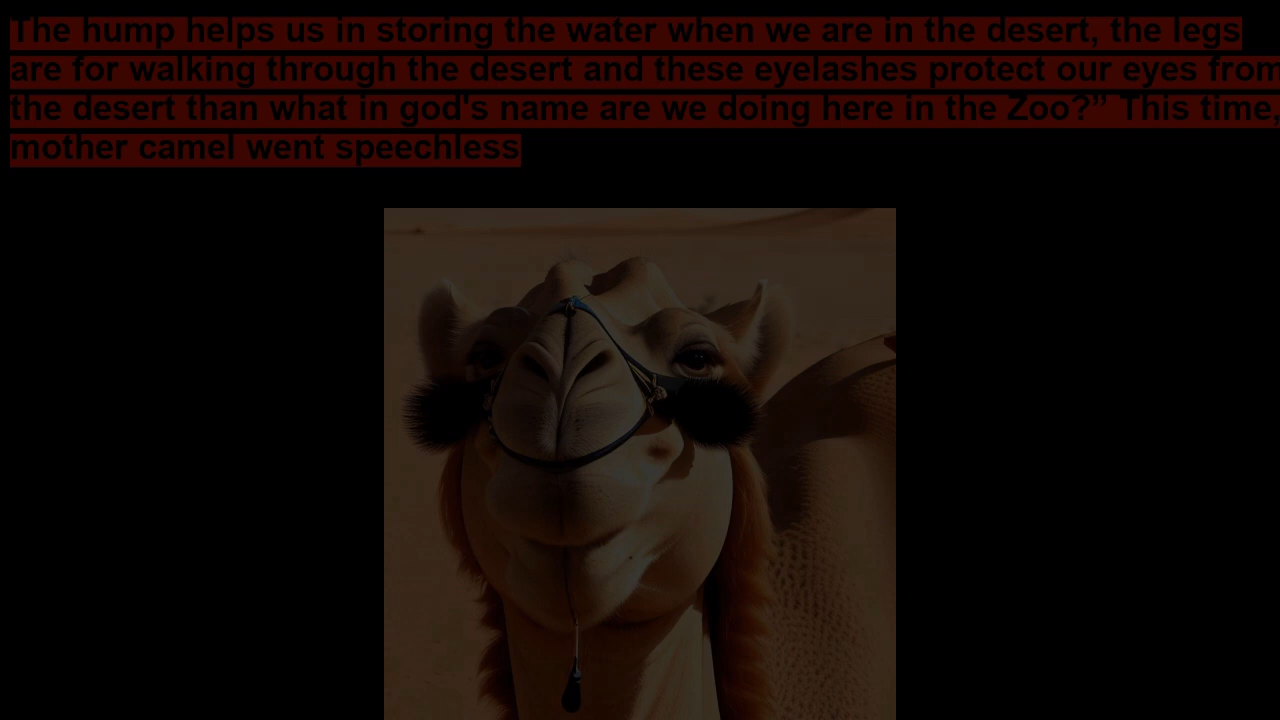 The hump helps us in storing the water when we are in the desert, the legs
are for walking through the desert and these eyelashes protect our eyes from
the desert than what in god's name are we doing here in the Zoo?” This time,
mother camel went speechless